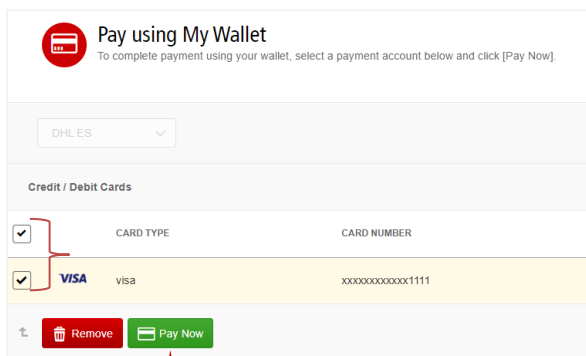 Pay using My Wallet
To complete payment using your wallet, select a payment account below and click [Pay Now].
DHL ES
Credit / Debit Cards
CARD TYPE CARD NUMBER
VISA visa xxxxxxxxxxxx1111
Remove Pay Now